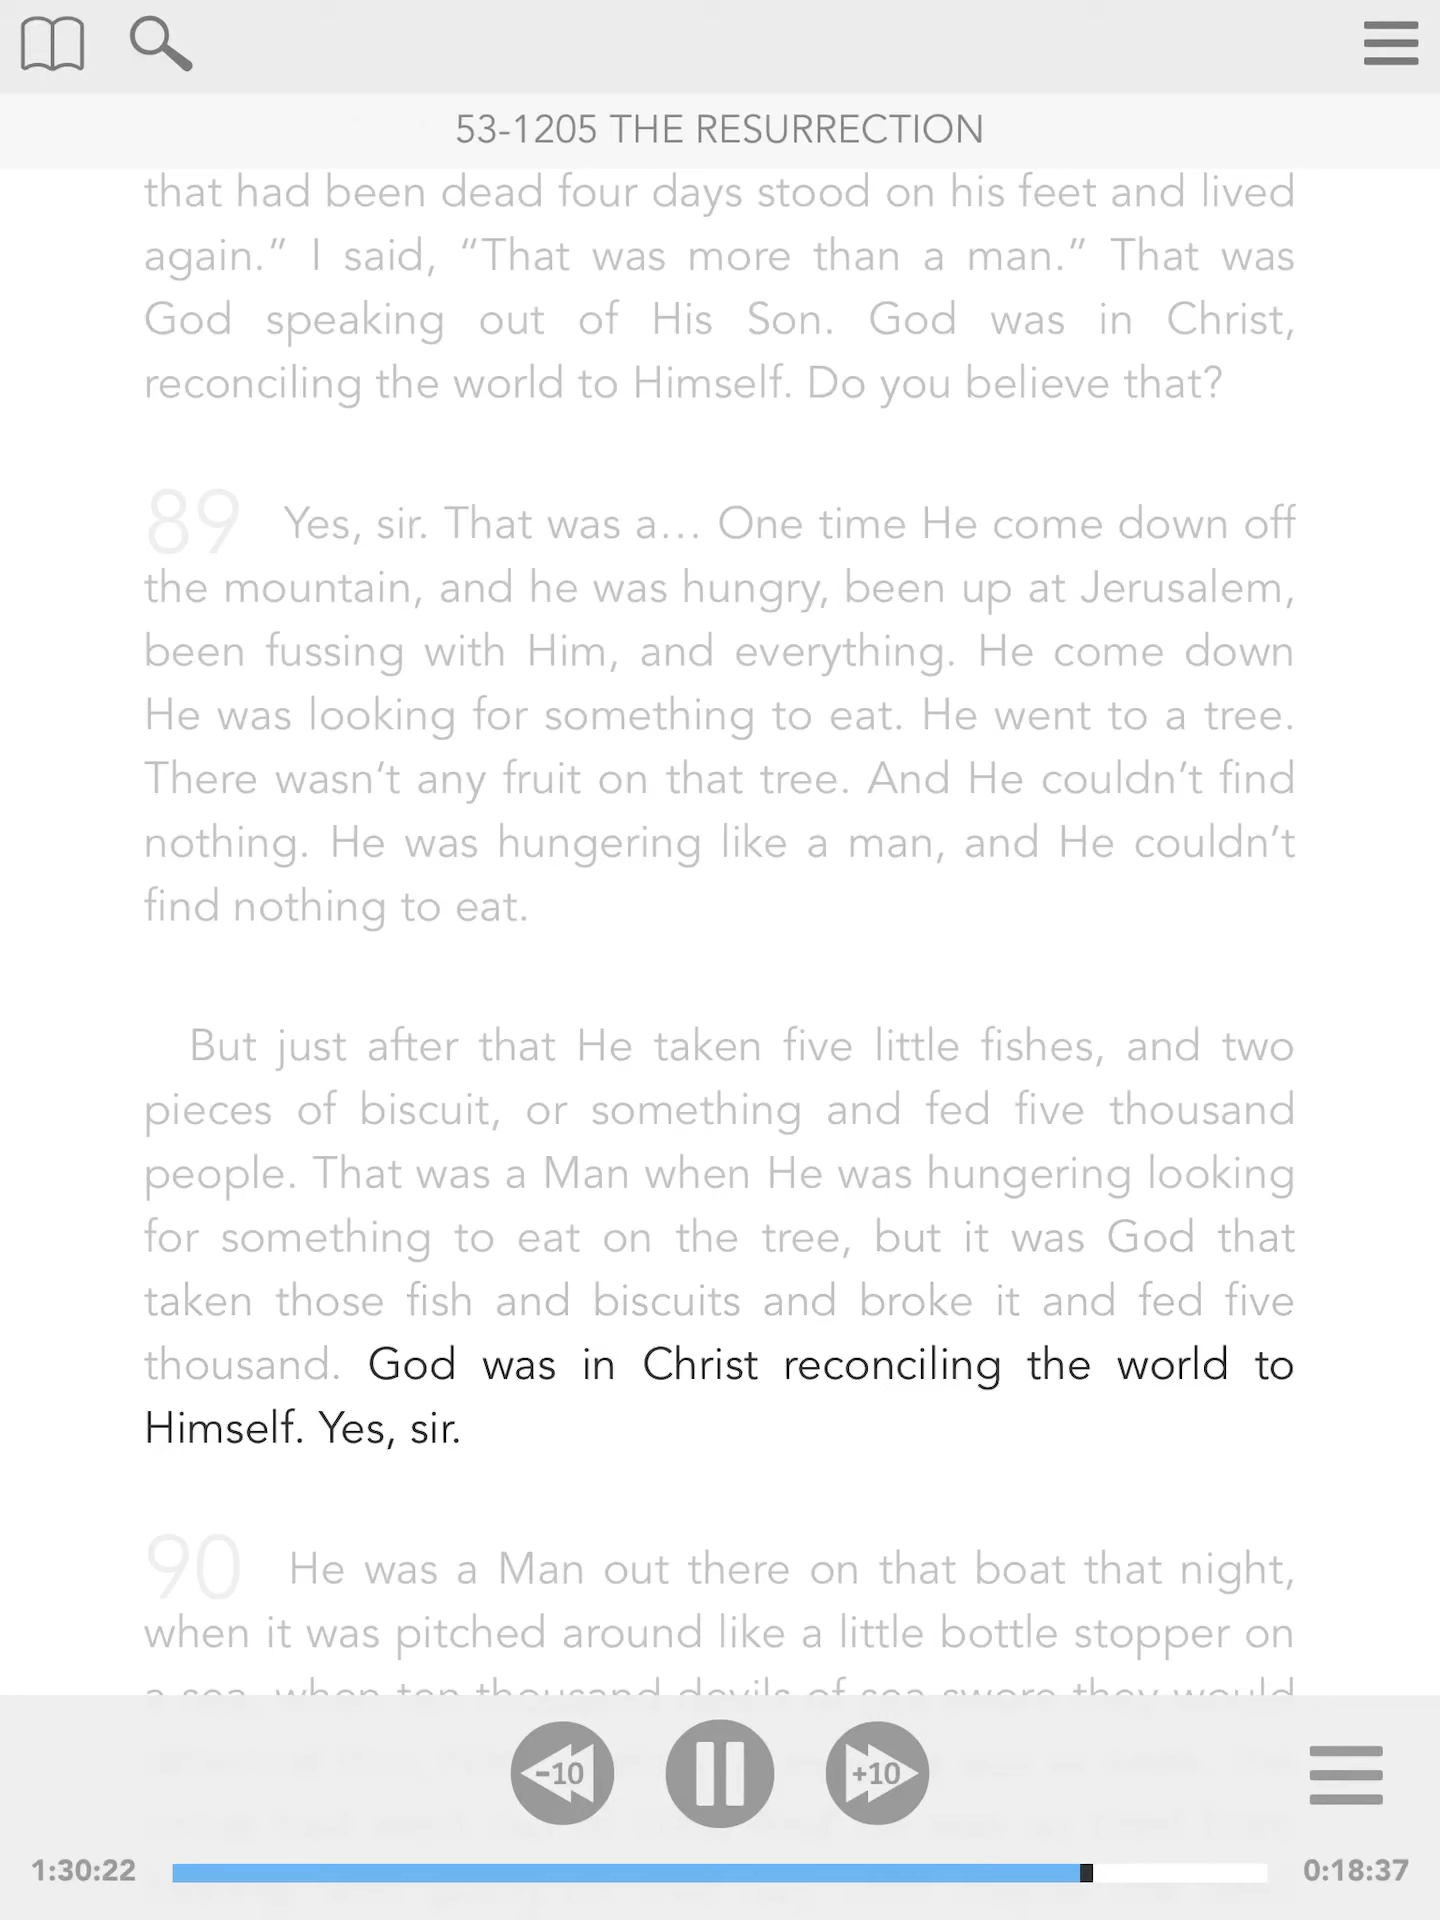 53-1205 THE RESURRECTION
that had been dead four days stood on his feet and lived
again.” I said, “That was more than a man.” That was
God speaking out of His Son. God was in Christ,
reconciling the world to Himself. Do you believe that?
89 Yes, sir. That was a… One time He come down off
the mountain, and he was hungry, been up at Jerusalem,
been fussing with Him, and everything. He come down
He was looking for something to eat. He went to a tree.
There wasn’t any fruit on that tree. And He couldn’t find
nothing. He was hungering like a man, and He couldn’t
find nothing to eat.
But just after that He taken five little fishes, and two
pieces of biscuit, or something and fed five thousand
people. That was a Man when He was hungering looking
for something to eat on the tree, but it was God that
taken those fish and biscuits and broke it and fed five
thousand. God was in Christ reconciling the world to
Himself. Yes, sir.
90 He was a Man out there on that boat that night,
when it was pitched around like a little bottle stopper on
a sea, when ten thousand devils of sea swore they would
-10 +10
1:30:22 0:18:37